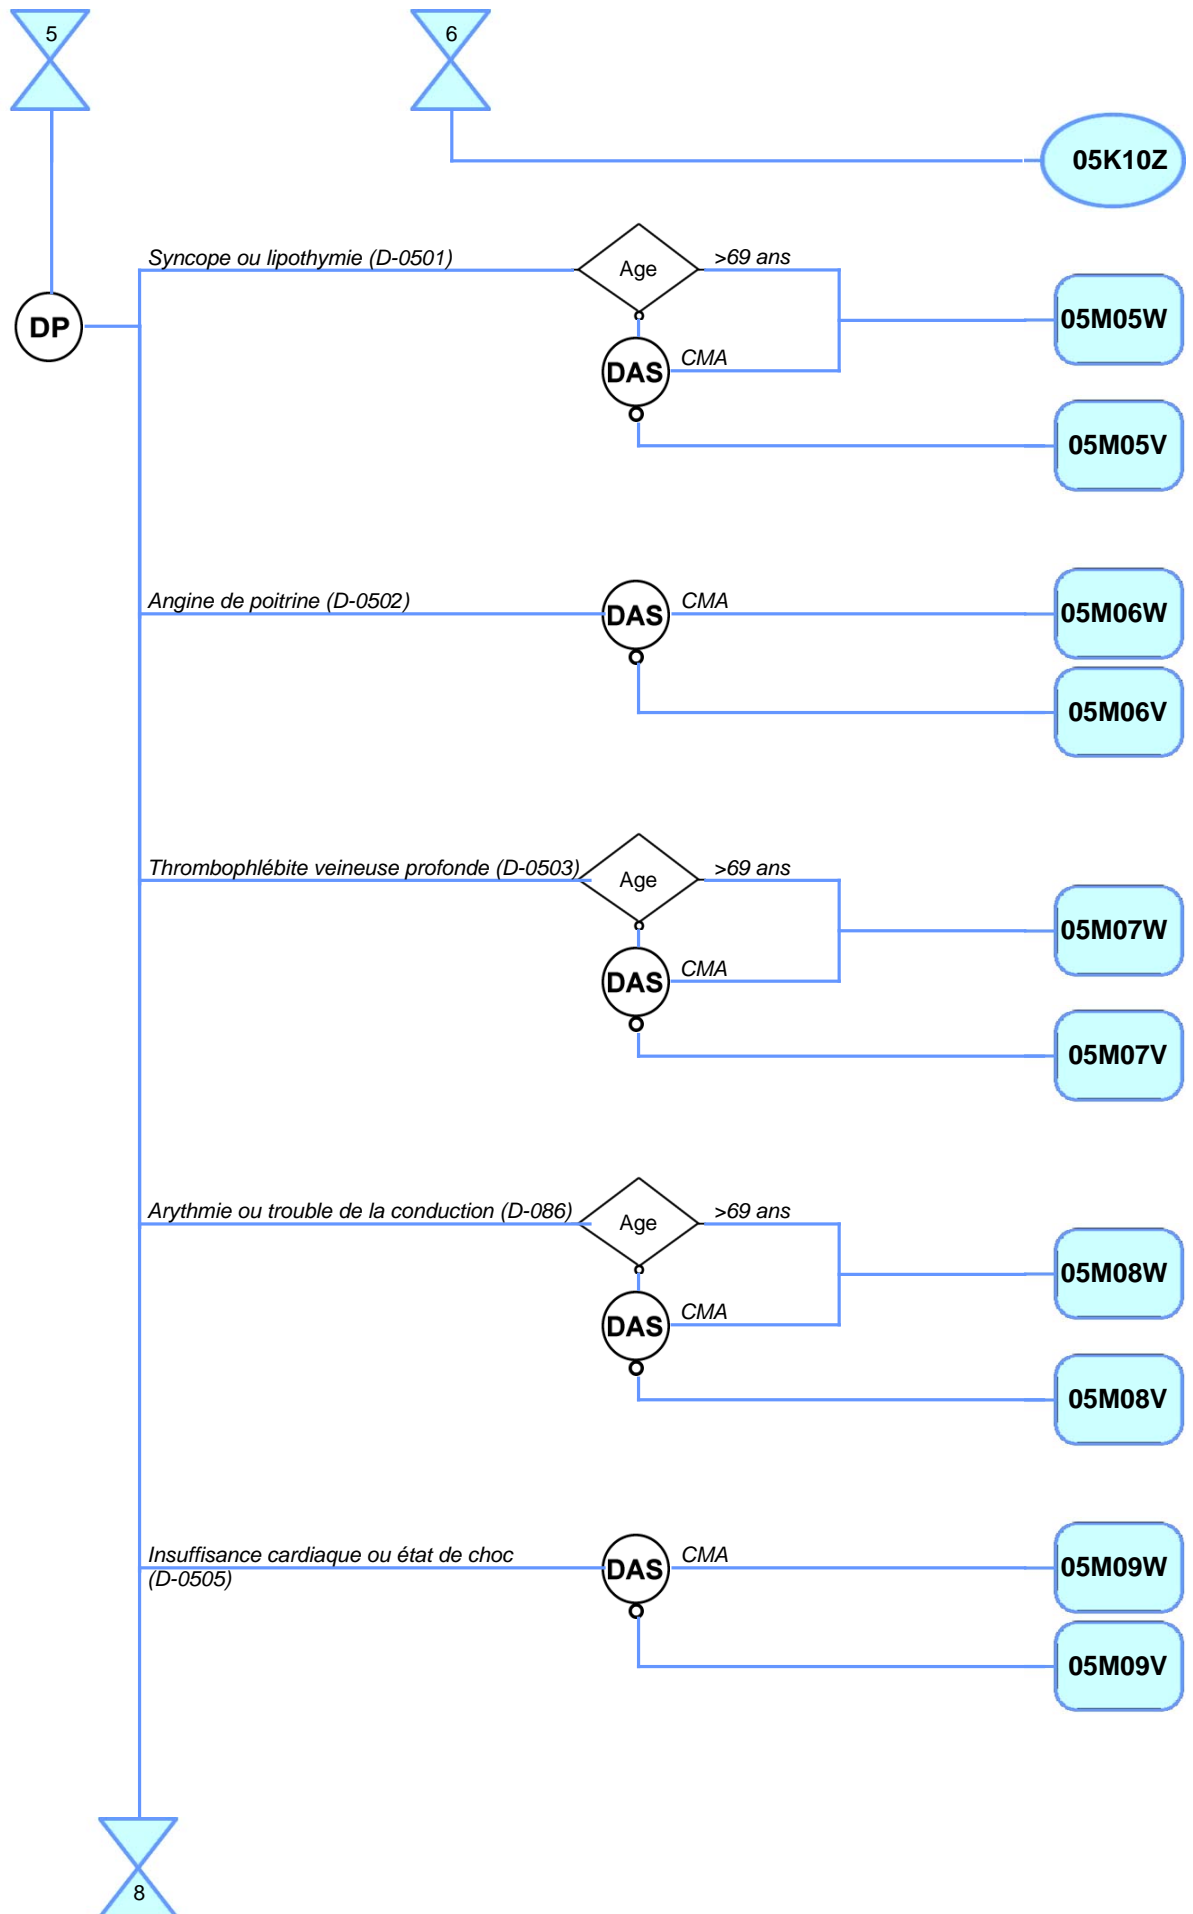 5
6
05K10Z
Syncope ou lipothymie (D-0501)
Age
>69 ans
05M05W
DP
DAS
CMA
05M05V
Angine de poitrine (D-0502)
DAS
CMA
05M06W
05M06V
Thrombophlébite veineuse profonde (D-0503)
Age
>69 ans
05M07W
DAS
CMA
05M07V
Arythmie ou trouble de la conduction (D-086)
Age
>69 ans
05M08W
DAS
CMA
05M08V
Insuffisance cardiaque ou état de choc
(D-0505)
DAS
CMA
05M09W
05M09V
8